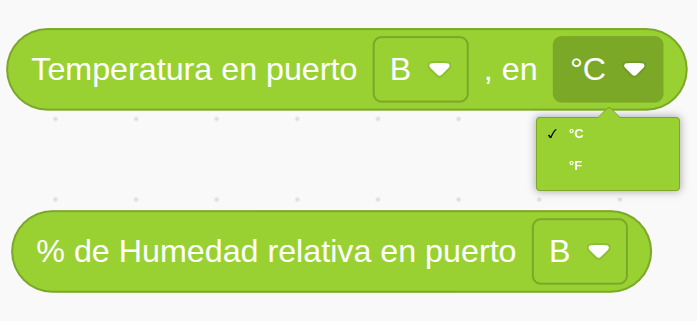 Temperatura en puerto B , en °C
✓ °C
°F
% de Humedad relativa en puerto B